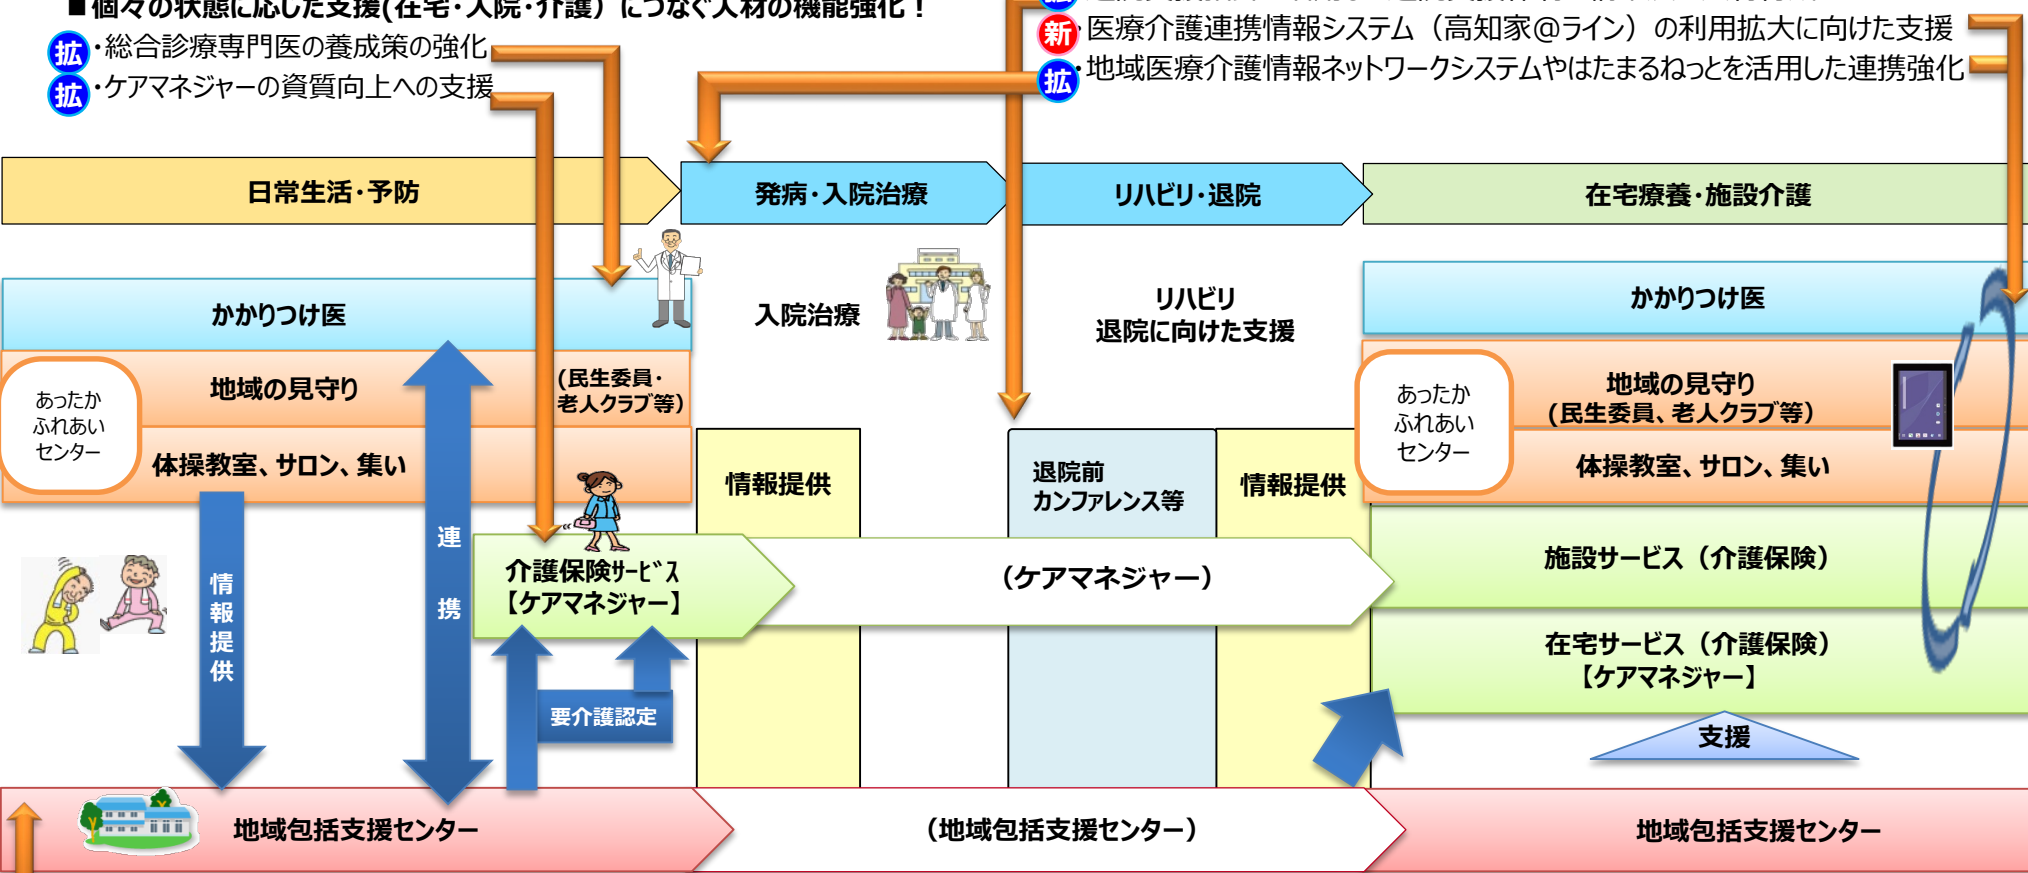 ■個々の状態に応じた支援(在宅・入院・介護）につなぐ人材の機能強化！
拡・総合診療専門医の養成策の強化
拡・ケアマネジャーの資質向上への支援
新・医療介護連携情報システム（高知家@ライン）の利用拡大に向けた支援
拡・地域医療介護情報ネットワークシステムやはたまるねっとを活用した連携強化
日常生活・予防
発病・入院治療
リハビリ・退院
在宅療養・施設介護
かかりつけ医
地域の見守り
(民生委員・
老人クラブ等)
あったか
ふれあい
センター
体操教室、サロン、集い
入院治療
リハビリ
退院に向けた支援
かかりつけ医
あったか
ふれあい
センター
地域の見守り
(民生委員、老人クラブ等)
体操教室、サロン、集い
情報提供
連携
情報提供
退院前
カンファレンス等
情報提供
介護保険ｻｰﾋﾞｽ
【ケアマネジャー】
（ケアマネジャー）
施設サービス（介護保険）
在宅サービス（介護保険）
【ケアマネジャー】
要介護認定
支援
地域包括支援センター
（地域包括支援センター）
地域包括支援センター